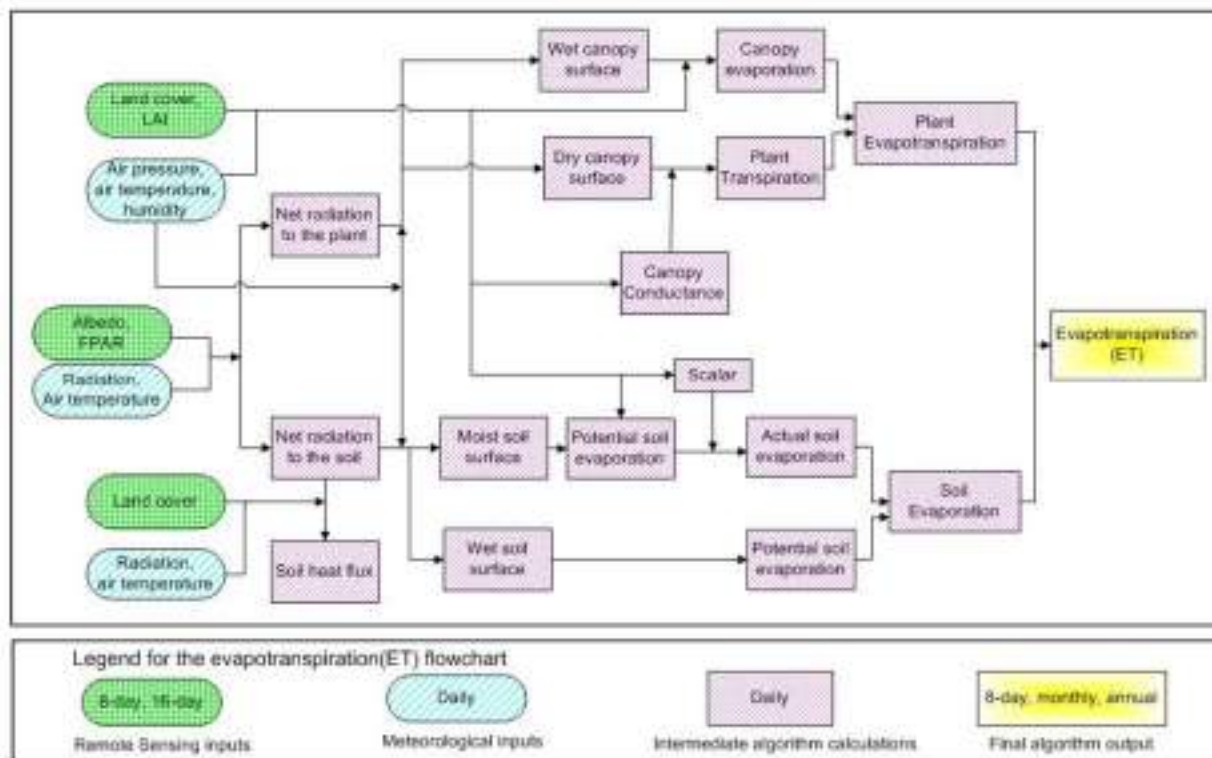 Wet canopy
surface
Canopy
evaporation
Land cover,
LAI
Plant
Evapotranspiration
Air pressure,
air temperature,
humidity
Dry canopy
surface
Plant
Transpiration
Net radiation
to the plant
Canopy
Conductance
Albedo,
FPAR
Radiation,
Air temperature
Evapotranspiration
(ET)
Scalar
Net radiation
to the soil
Moist soil
surface
Potential soil
evaporation
Actual soil
evaporation
Land cover
Soil
Evaporation
Radiation,
air temperature
Soil heat flux
Wet soil
surface
Potential soil
evaporation
Legend for the evapotranspiration(ET) flowchart
8-day, 16-day
Daily
Daily
8-day, monthly, annual
Remote Sensing inputs
Meteorological inputs
Intermediate algorithm calculations
Final algorithm output